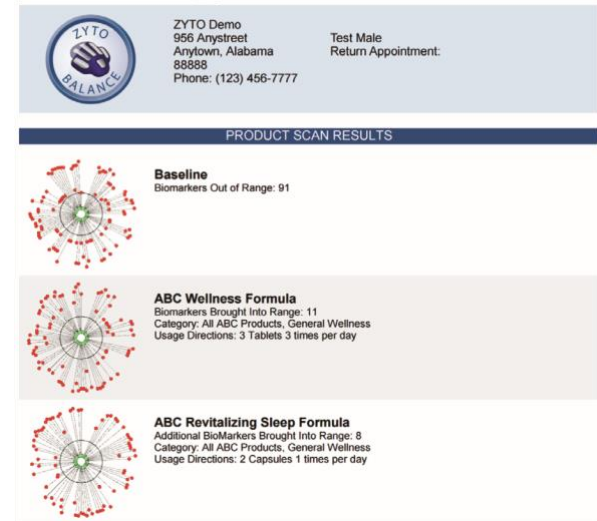 ZYTO
BALANCE
ZYTO Demo
956 Anystreet
Anytown, Alabama
88888
Phone: (123) 456-7777
Test Male
Return Appointment:
PRODUCT SCAN RESULTS
Baseline
Biomarkers Out of Range: 91
ABC Wellness Formula
Biomarkers Brought Into Range: 11
Category: All ABC Products, General Wellness
Usage Directions: 3 Tablets 3 times per day
ABC Revitalizing Sleep Formula
Additional BioMarkers Brought Into Range: 8
Category: All ABC Products, General Wellness
Usage Directions: 2 Capsules 1 times per day